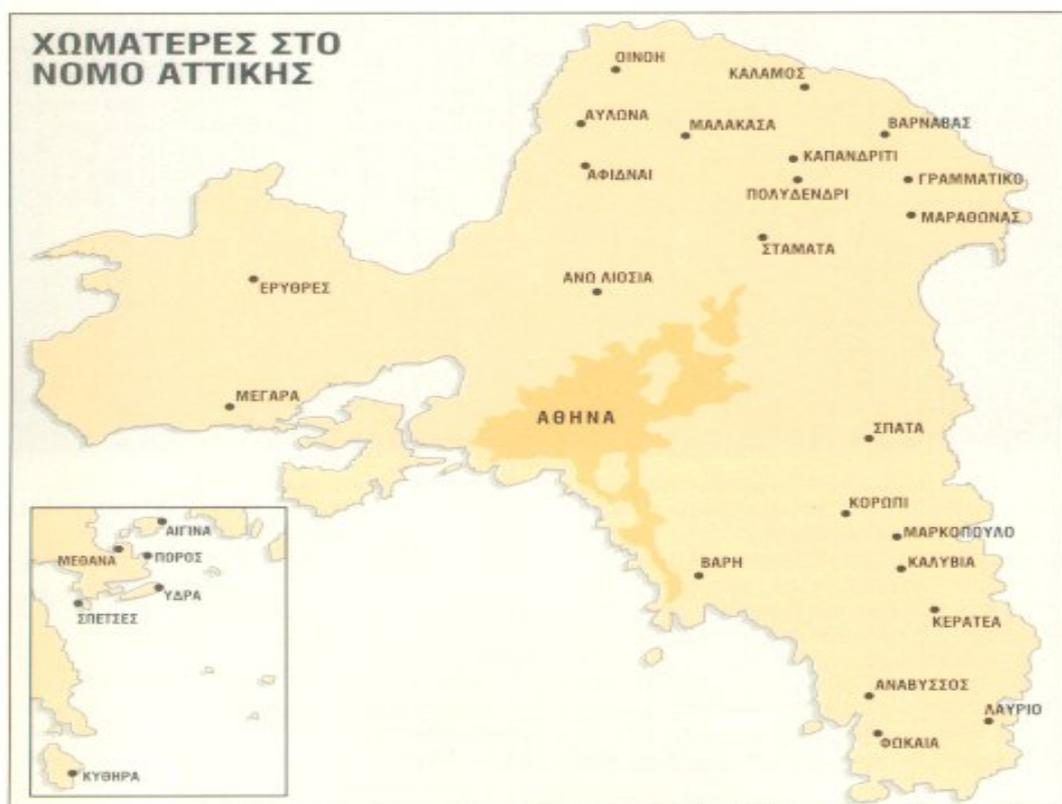 ΧΩΜΑΤΕΡΕΣ ΣΤΟ
ΝΟΜΟ ΑΤΤΙΚΗΣ
ΟΙΝΟΗ
ΚΑΛΑΜΟΣ
ΑΥΛΩΝΑ
ΜΑΛΑΚΑΣΑ
ΒΑΡΝΑΒΑΣ
ΚΑΠΑΝΔΡΙΤΙ
ΑΦΙΔΝΑΙ
ΠΟΛΥΔΕΝΔΡΙ
ΓΡΑΜΜΑΤΙΚΟ
ΜΑΡΑΘΩΝΑΣ
ΣΤΑΜΑΤΑ
ΕΡΥΘΡΕΣ
ΑΝΩ ΛΙΟΣΙΑ
ΜΕΓΑΡΑ
ΑΘΗΝΑ
ΣΠΑΤΑ
ΚΟΡΩΠΙ
ΜΑΡΚΟΠΟΥΛΟ
ΒΑΡΗ
ΚΑΛΥΒΙΑ
ΚΕΡΑΤΕΑ
ΑΝΑΒΥΣΣΟΣ
ΛΑΥΡΙΟ
ΦΩΚΑΙΑ
ΑΙΓΙΝΑ
ΜΕΘΑΝΑ
ΠΟΡΟΣ
ΥΔΡΑ
ΣΠΕΤΣΕΣ
ΚΥΘΗΡΑ